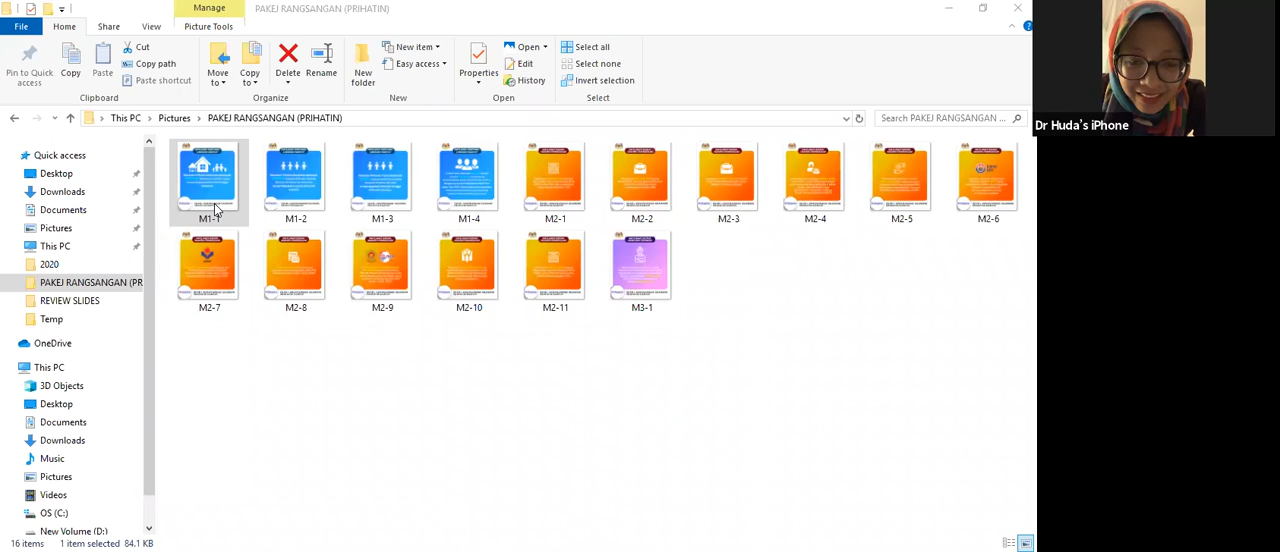 Manage
PAKEJ RANGSANGAN (PRIHATIN)
File
Home
Share
View
Picture Tools
Pin to Quick access
Copy
Paste
Cut
Copy path
Paste shortcut
Clipboard
Move to
Copy to
Delete
Rename
Organize
New folder
New item
Easy access
New
Properties
Open
Edit
History
Open
Select all
Select none
Invert selection
Select
This PC
Pictures
PAKEJ RANGSANGAN (PRIHATIN)
Search PAKEJ RANGSANGAN ...
Quick access
Desktop
Downloads
Documents
Pictures
This PC
2020
PAKEJ RANGSANGAN (PR
REVIEW SLIDES
Temp
OneDrive
This PC
3D Objects
Desktop
Documents
Downloads
Music
Pictures
Videos
OS (C:)
New Volume (D:)
M1-1
M1-2
M1-3
M1-4
M2-1
M2-2
M2-3
M2-4
M2-5
M2-6
M2-7
M2-8
M2-9
M2-10
M2-11
M3-1
16 items
1 item selected 84.1 KB
Dr Huda's iPhone